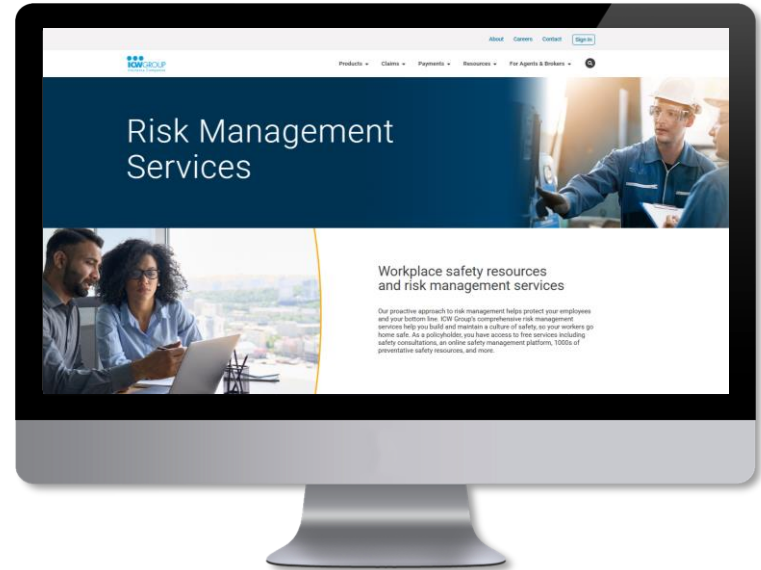 About Careers Contact Sign In
ICWGROUP
Products Claims Payments Resources For Agents & Brokers
Risk Management
Services
Workplace safety resources
and risk management services
Our proactive approach to risk management helps protect your employees
and your bottom line. ICW Group's comprehensive risk management
services help you build and maintain a culture of safety, so your workers go
home safe. As a policyholder, you have access to free services including
safety consultations, an online safety management platform, 1000s of
preventative safety resources, and more.